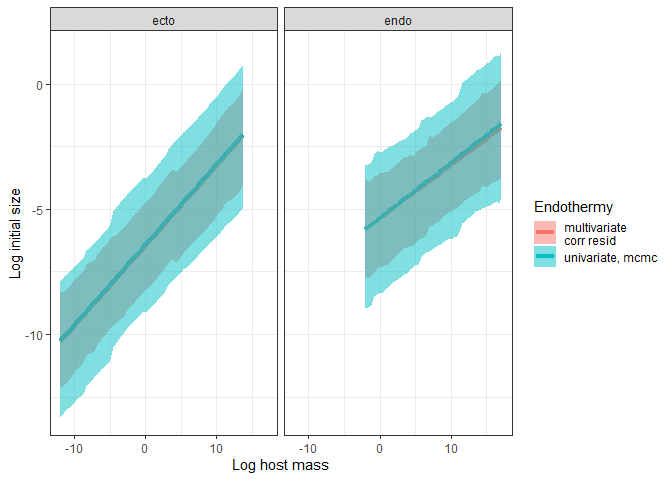 ecto
endo
0
-5
-10
Log initial size
-10
0
10
-10
0
10
Log host mass
Endothermy
multivariate
corr resid
univariate, mcmc